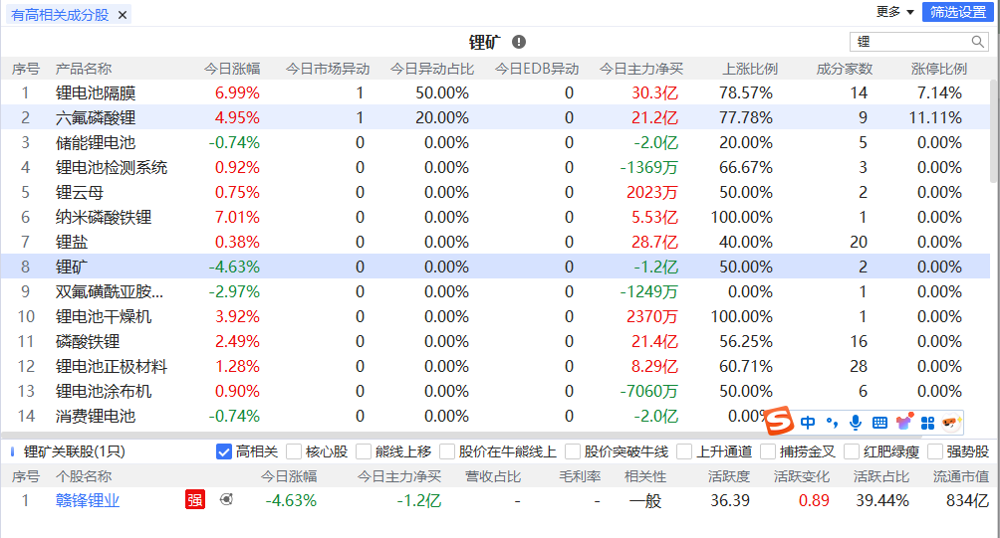 有高相关成分股 × 更多 筛选设置
锂矿 锂
序号 产品名称 今日涨幅 今日市场异动 今日异动占比 今日EDB异动 今日主力净买 上涨比例 成分家数 涨停比例
1 锂电池隔膜 6.99% 1 50.00% 0 30.3亿 78.57% 14 7.14%
2 六氟磷酸锂 4.95% 1 20.00% 0 21.2亿 77.78% 9 11.11%
3 储能锂电池 -0.74% 0 0.00% 0 -2.0亿 20.00% 5 0.00%
4 锂电池检测系统 0.92% 0 0.00% 0 -1369万 66.67% 3 0.00%
5 锂云母 0.75% 0 0.00% 0 2023万 50.00% 2 0.00%
6 纳米磷酸铁锂 7.01% 0 0.00% 0 5.53亿 100.00% 1 0.00%
7 锂盐 0.38% 0 0.00% 0 28.7亿 40.00% 20 0.00%
8 锂矿 -4.63% 0 0.00% 0 -1.2亿 50.00% 2 0.00%
9 双氟磺酰亚胺... -2.97% 0 0.00% 0 -1249万 0.00% 1 0.00%
10 锂电池干燥机 3.92% 0 0.00% 0 2370万 100.00% 1 0.00%
11 磷酸铁锂 2.49% 0 0.00% 0 21.4亿 56.25% 16 0.00%
12 锂电池正极材料 1.28% 0 0.00% 0 8.29亿 60.71% 28 0.00%
13 锂电池涂布机 0.90% 0 0.00% 0 -7060万 50.00% 6 0.00%
14 消费锂电池 -0.74% 0 0.00% 0 -2.0亿 0.00% 中
锂矿关联股(1只) 高相关 核心股 熊线上移 股价在牛熊线上 股价突破牛线 上升通道 捕捞金叉 红肥绿瘦 强势股
序号 个股名称 今日涨幅 今日主力净买 营收占比 毛利率 相关性 活跃度 活跃变化 活跃占比 流通市值
1 赣锋锂业 强 -4.63% -1.2亿 - - 一般 36.39 0.89 39.44% 834亿